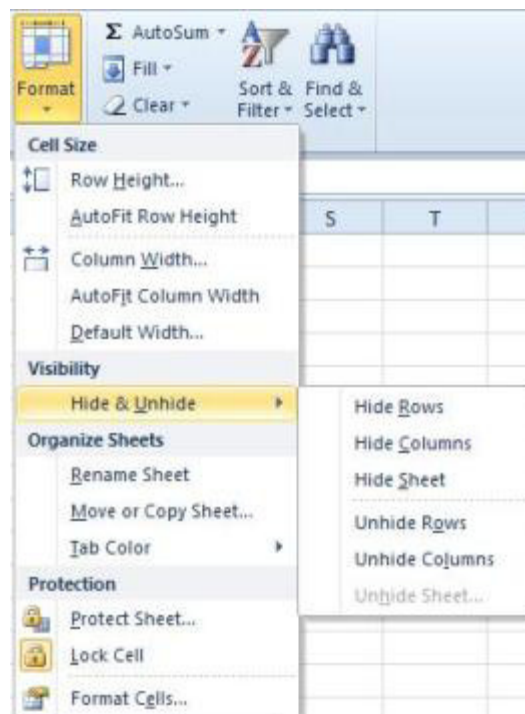 Format
Σ AutoSum
Fill
Clear
Sort &
Filter
Find &
Select
Cell Size
Row Height...
AutoFit Row Height
Column Width...
AutoFit Column Width
Default Width...
Visibility
Hide & Unhide
Organize Sheets
Rename Sheet
Move or Copy Sheet...
Tab Color
Protection
Protect Sheet...
Lock Cell
Format Cells...
S T
Hide Rows
Hide Columns
Hide Sheet
Unhide Rows
Unhide Columns
Unhide Sheet...